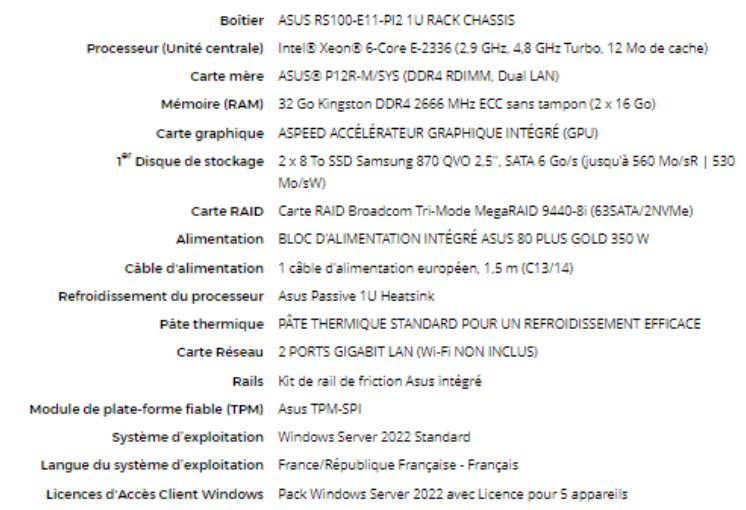 Boîtier ASUS RS100-E11-PI2 1U RACK CHASSIS
Processeur (Unité centrale) Intel® Xeon® 6-Core E-2336 (2,9 GHz, 4,8 GHz Turbo, 12 Mo de cache)
Carte mère ASUS® P12R-M/SYS (DDR4 RDIMM, Dual LAN)
Mémoire (RAM) 32 Go Kingston DDR4 2666 MHz ECC sans tampon (2 x 16 Go)
Carte graphique ASPEED ACCÉLÉRATEUR GRAPHIQUE INTÉGRÉ (GPU)
1er Disque de stockage 2 x 8 To SSD Samsung 870 QVO 2,5", SATA 6 Go/s (jusqu'à 560 Mo/sR | 530
Mo/sW)
Carte RAID Carte RAID Broadcom Tri-Mode MegaRAID 9440-8i (63SATA/2NVMe)
Alimentation BLOC D'ALIMENTATION INTÉGRÉ ASUS 80 PLUS GOLD 350 W
Câble d'alimentation 1 câble d'alimentation européen, 1,5 m (C13/14)
Refroidissement du processeur Asus Passive 1U Heatsink
Pâte thermique PÂTE THERMIQUE STANDARD POUR UN REFROIDISSEMENT EFFICACE
Carte Réseau 2 PORTS GIGABIT LAN (Wi-Fi NON INCLUS)
Rails Kit de rail de friction Asus intégré
Module de plate-forme fiable (TPM) Asus TPM-SPI
Système d'exploitation Windows Server 2022 Standard
Langue du système d'exploitation France/République Française - Français
Licences d'Accès Client Windows Pack Windows Server 2022 avec Licence pour 5 appareils